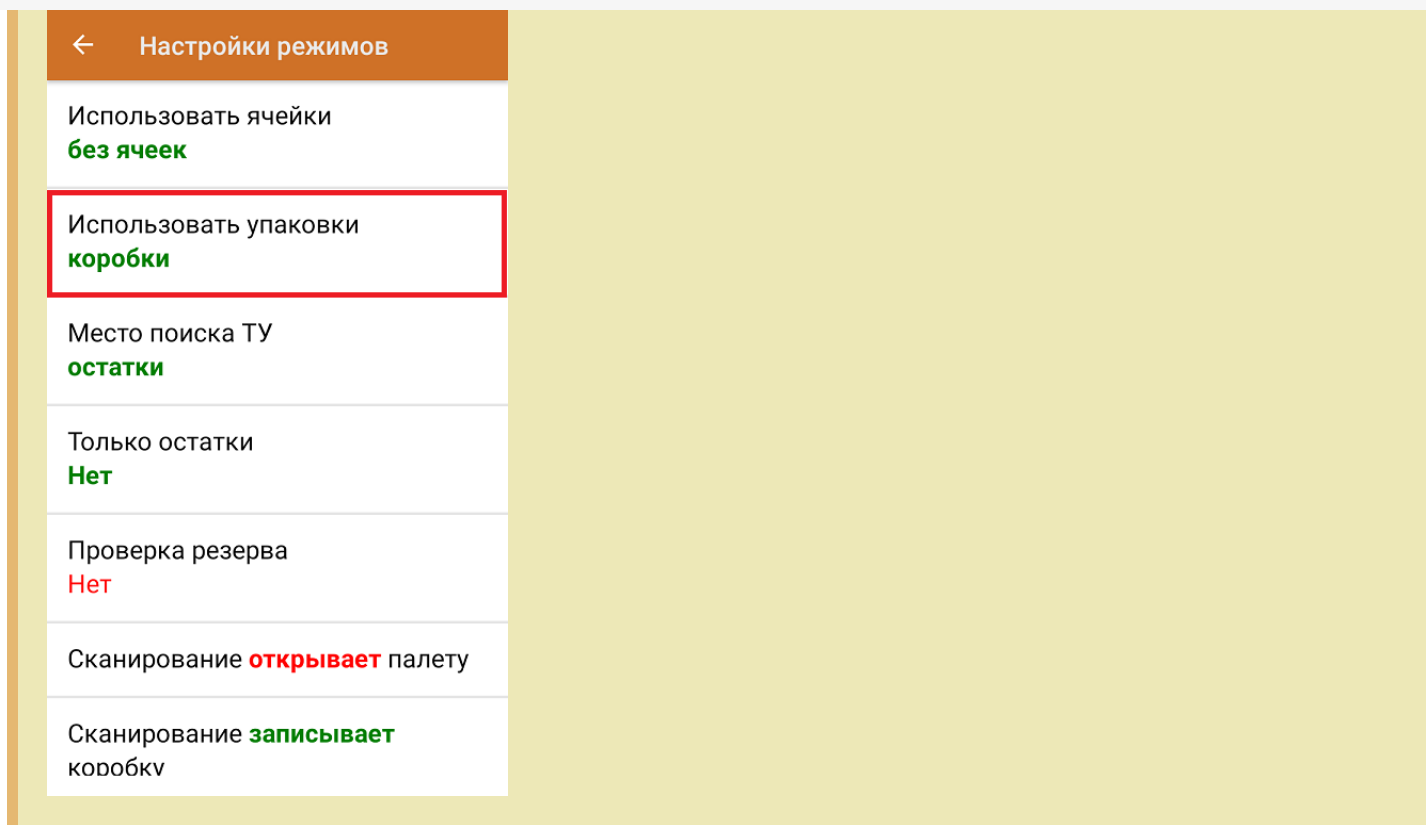 Настройки режимов
Использовать ячейки
без ячеек
Использовать упаковки
коробки
Место поиска ТУ
остатки
Только остатки
Нет
Проверка резерва
Нет
Сканирование открывает палету
Сканирование записывает
коробку